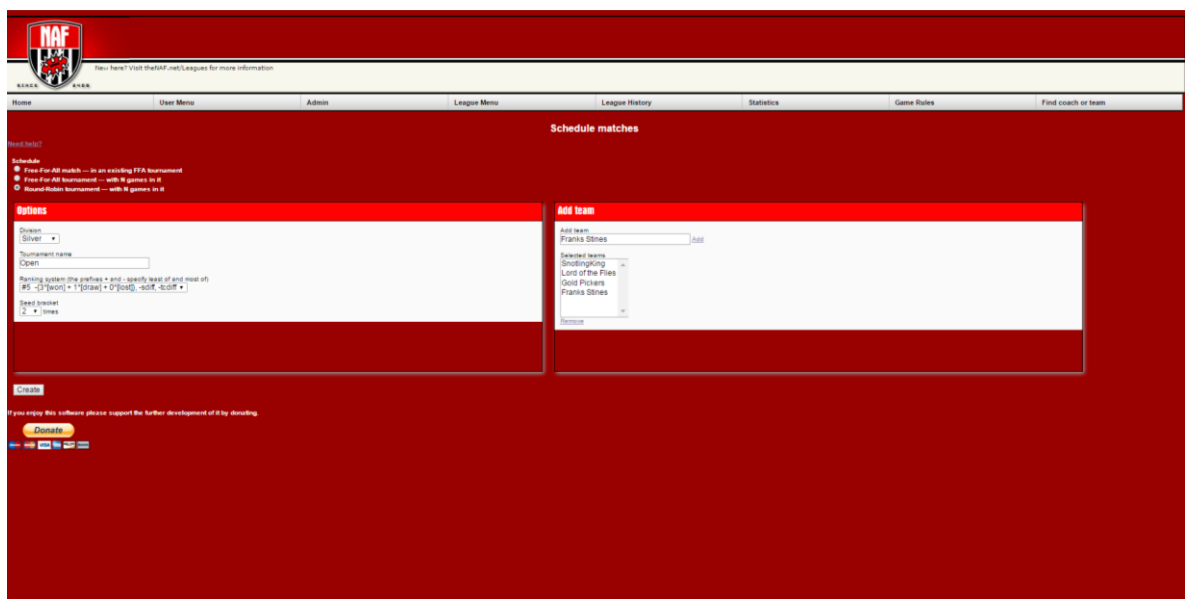 NAF
SINCE
New here? Visit theNAF.net/Leagues for more information
Home User Menu Admin League Menu League History Statistics Game Rules Find coach or team
Schedule matches
Need help?
Schedule
Free-For-All match — in an existing FFA tournament
Free-For-All tournament — with N games in it
Round-Robin tournament — with N games in it
Options
Division
Silver
Tournament name
Open
Ranking system (the prefixes + and - specify least of and most of)
#5 -{3*[won] + 1*[draw] + 0*[lost]}, -sdiff, -tcdiff
Seed bracket
2 times
Add team
Add team
Franks Stines Add
Selected teams
SnotlingKing
Lord of the Flies
Gold Pickers
Franks Stines
Remove
Create
If you enjoy this software please support the further development of it by donating.
Donate
VISA